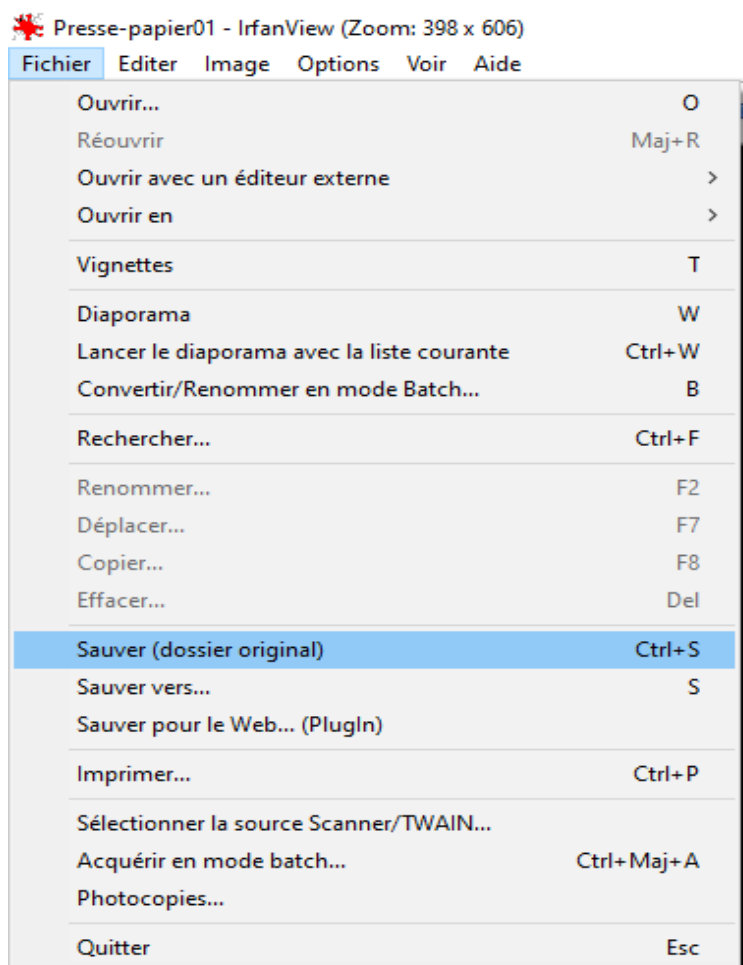 Presse-papier01 - IrfanView (Zoom: 398 x 606)
Fichier Editer Image Options Voir Aide
Ouvrir... O
Réouvrir Maj+R
Ouvrir avec un éditeur externe >
Ouvrir en >
Vignettes T
Diaporama W
Lancer le diaporama avec la liste courante Ctrl+W
Convertir/Renommer en mode Batch... B
Rechercher... Ctrl+F
Renommer... F2
Déplacer... F7
Copier... F8
Effacer... Del
Sauver (dossier original) Ctrl+S
Sauver vers... S
Sauver pour le Web... (PlugIn)
Imprimer... Ctrl+P
Sélectionner la source Scanner/TWAIN...
Acquérir en mode batch... Ctrl+Maj+A
Photocopies...
Quitter Esc